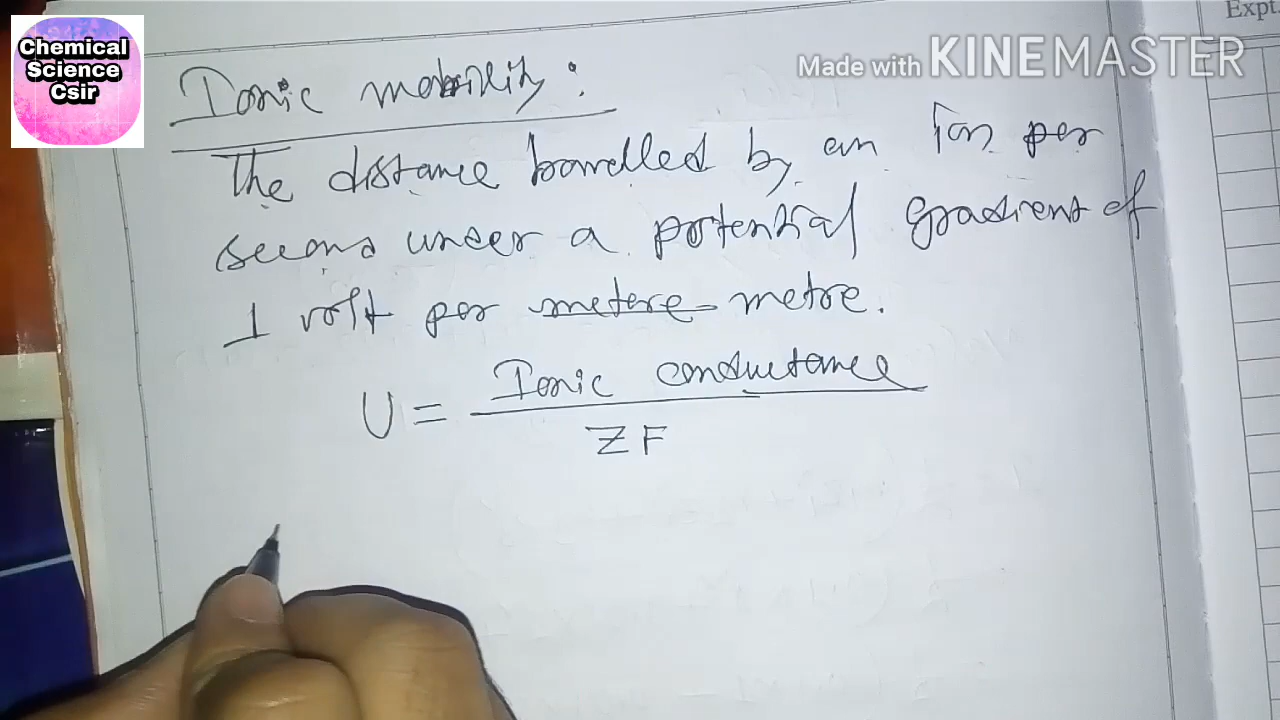 Chemical
Science
Csir
Expt.
Made with KINEMASTER
Ionic mobility:
The distance travelled by an Ion per
second under a potential gradient of
1 volt per metere metre.
U = Ionic conductance
ZF